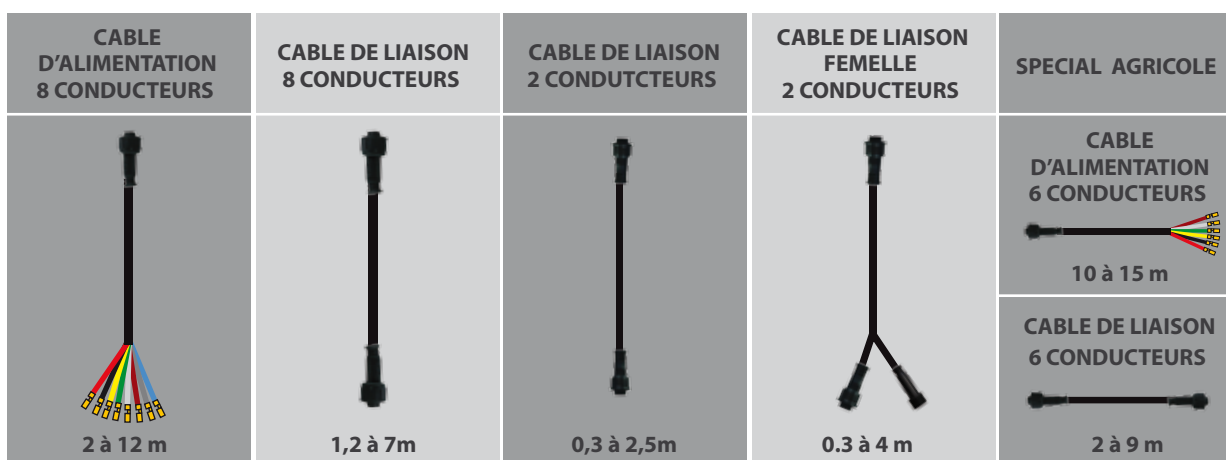 CABLE
D'ALIMENTATION
8 CONDUCTEURS
CABLE DE LIAISON
8 CONDUCTEURS
CABLE DE LIAISON
2 CONDUTCTEURS
CABLE DE LIAISON
FEMELLE
2 CONDUCTEURS
SPECIAL AGRICOLE
2 à 12 m
1,2 à 7m
0,3 à 2,5m
0.3 à 4 m
CABLE
D'ALIMENTATION
6 CONDUCTEURS
10 à 15 m
CABLE DE LIAISON
6 CONDUCTEURS
2 à 9 m